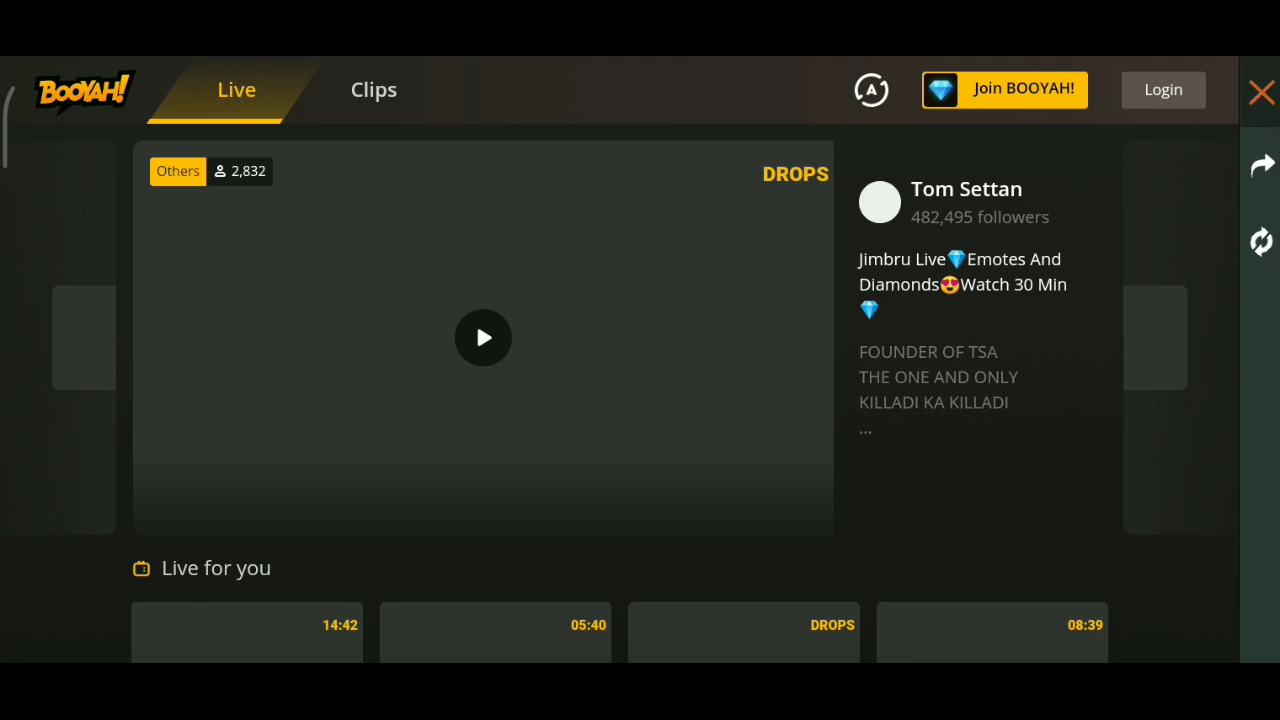 BOOYAH!
Live
Clips
A
Join BOOYAH!
Login
Others
2,832
DROPS
Tom Settan
482,495 followers
Jimbru Live💎Emotes And
Diamonds😍Watch 30 Min
💎
FOUNDER OF TSA
THE ONE AND ONLY
KILLADI KA KILLADI
...
Live for you
14:42
05:40
DROPS
08:39